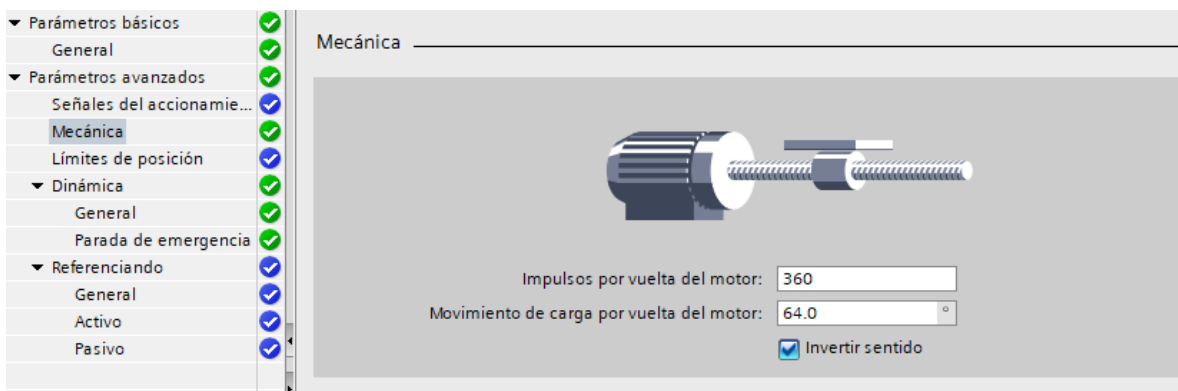 Parámetros básicos
General
Parámetros avanzados
Señales del accionamie...
Mecánica
Límites de posición
Dinámica
General
Parada de emergencia
Referenciando
General
Activo
Pasivo
Mecánica
Impulsos por vuelta del motor: 360
Movimiento de carga por vuelta del motor: 64.0 °
Invertir sentido